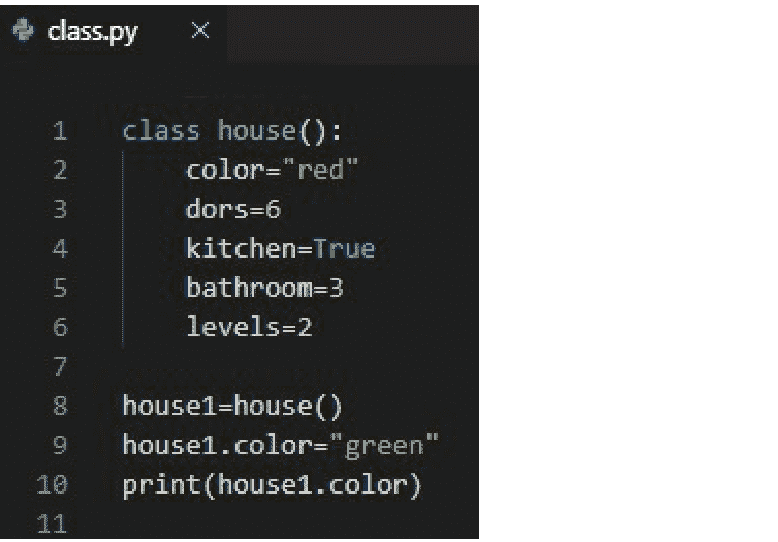 class.py
1 class house():
2 color="red"
3 dors=6
4 kitchen=True
5 bathroom=3
6 levels=2
7
8 house1=house()
9 house1.color="green"
10 print(house1.color)
11